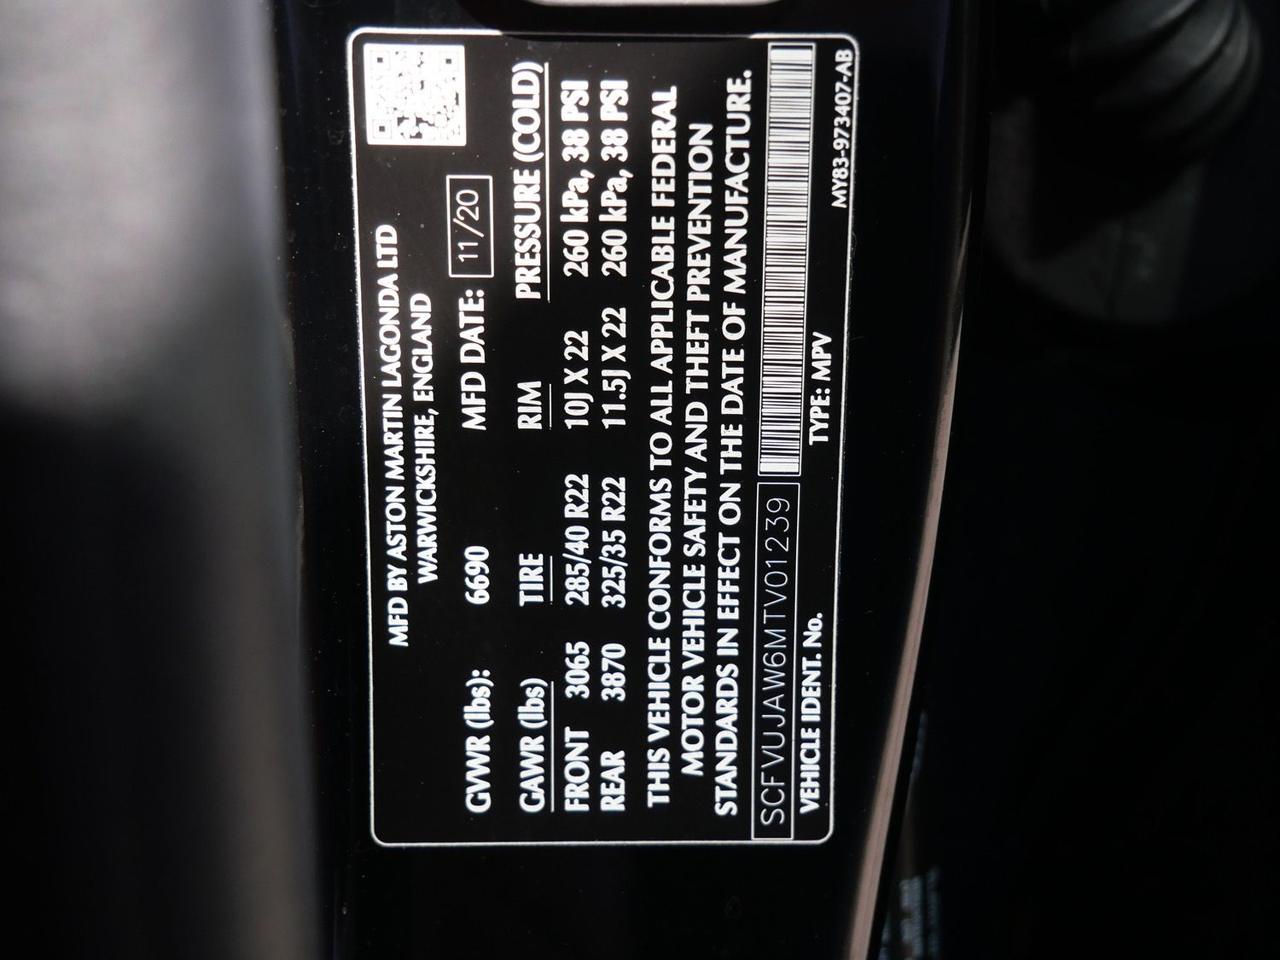 MFD BY ASTON MARTIN LAGONDA LTD
WARWICKSHIRE, ENGLAND
GVWR (lbs): 6690 MFD DATE: 11/20
GAWR (lbs) TIRE RIM PRESSURE (COLD)
FRONT 3065 285/40 R22 10J X 22 260 kPa, 38 PSI
REAR 3870 325/35 R22 11.5J X 22 260 kPa, 38 PSI
THIS VEHICLE CONFORMS TO ALL APPLICABLE FEDERAL
MOTOR VEHICLE SAFETY AND THEFT PREVENTION
STANDARDS IN EFFECT ON THE DATE OF MANUFACTURE.
SCFVUJAW6MTV01239
VEHICLE IDENT. No. TYPE: MPV MY83-973407-AB